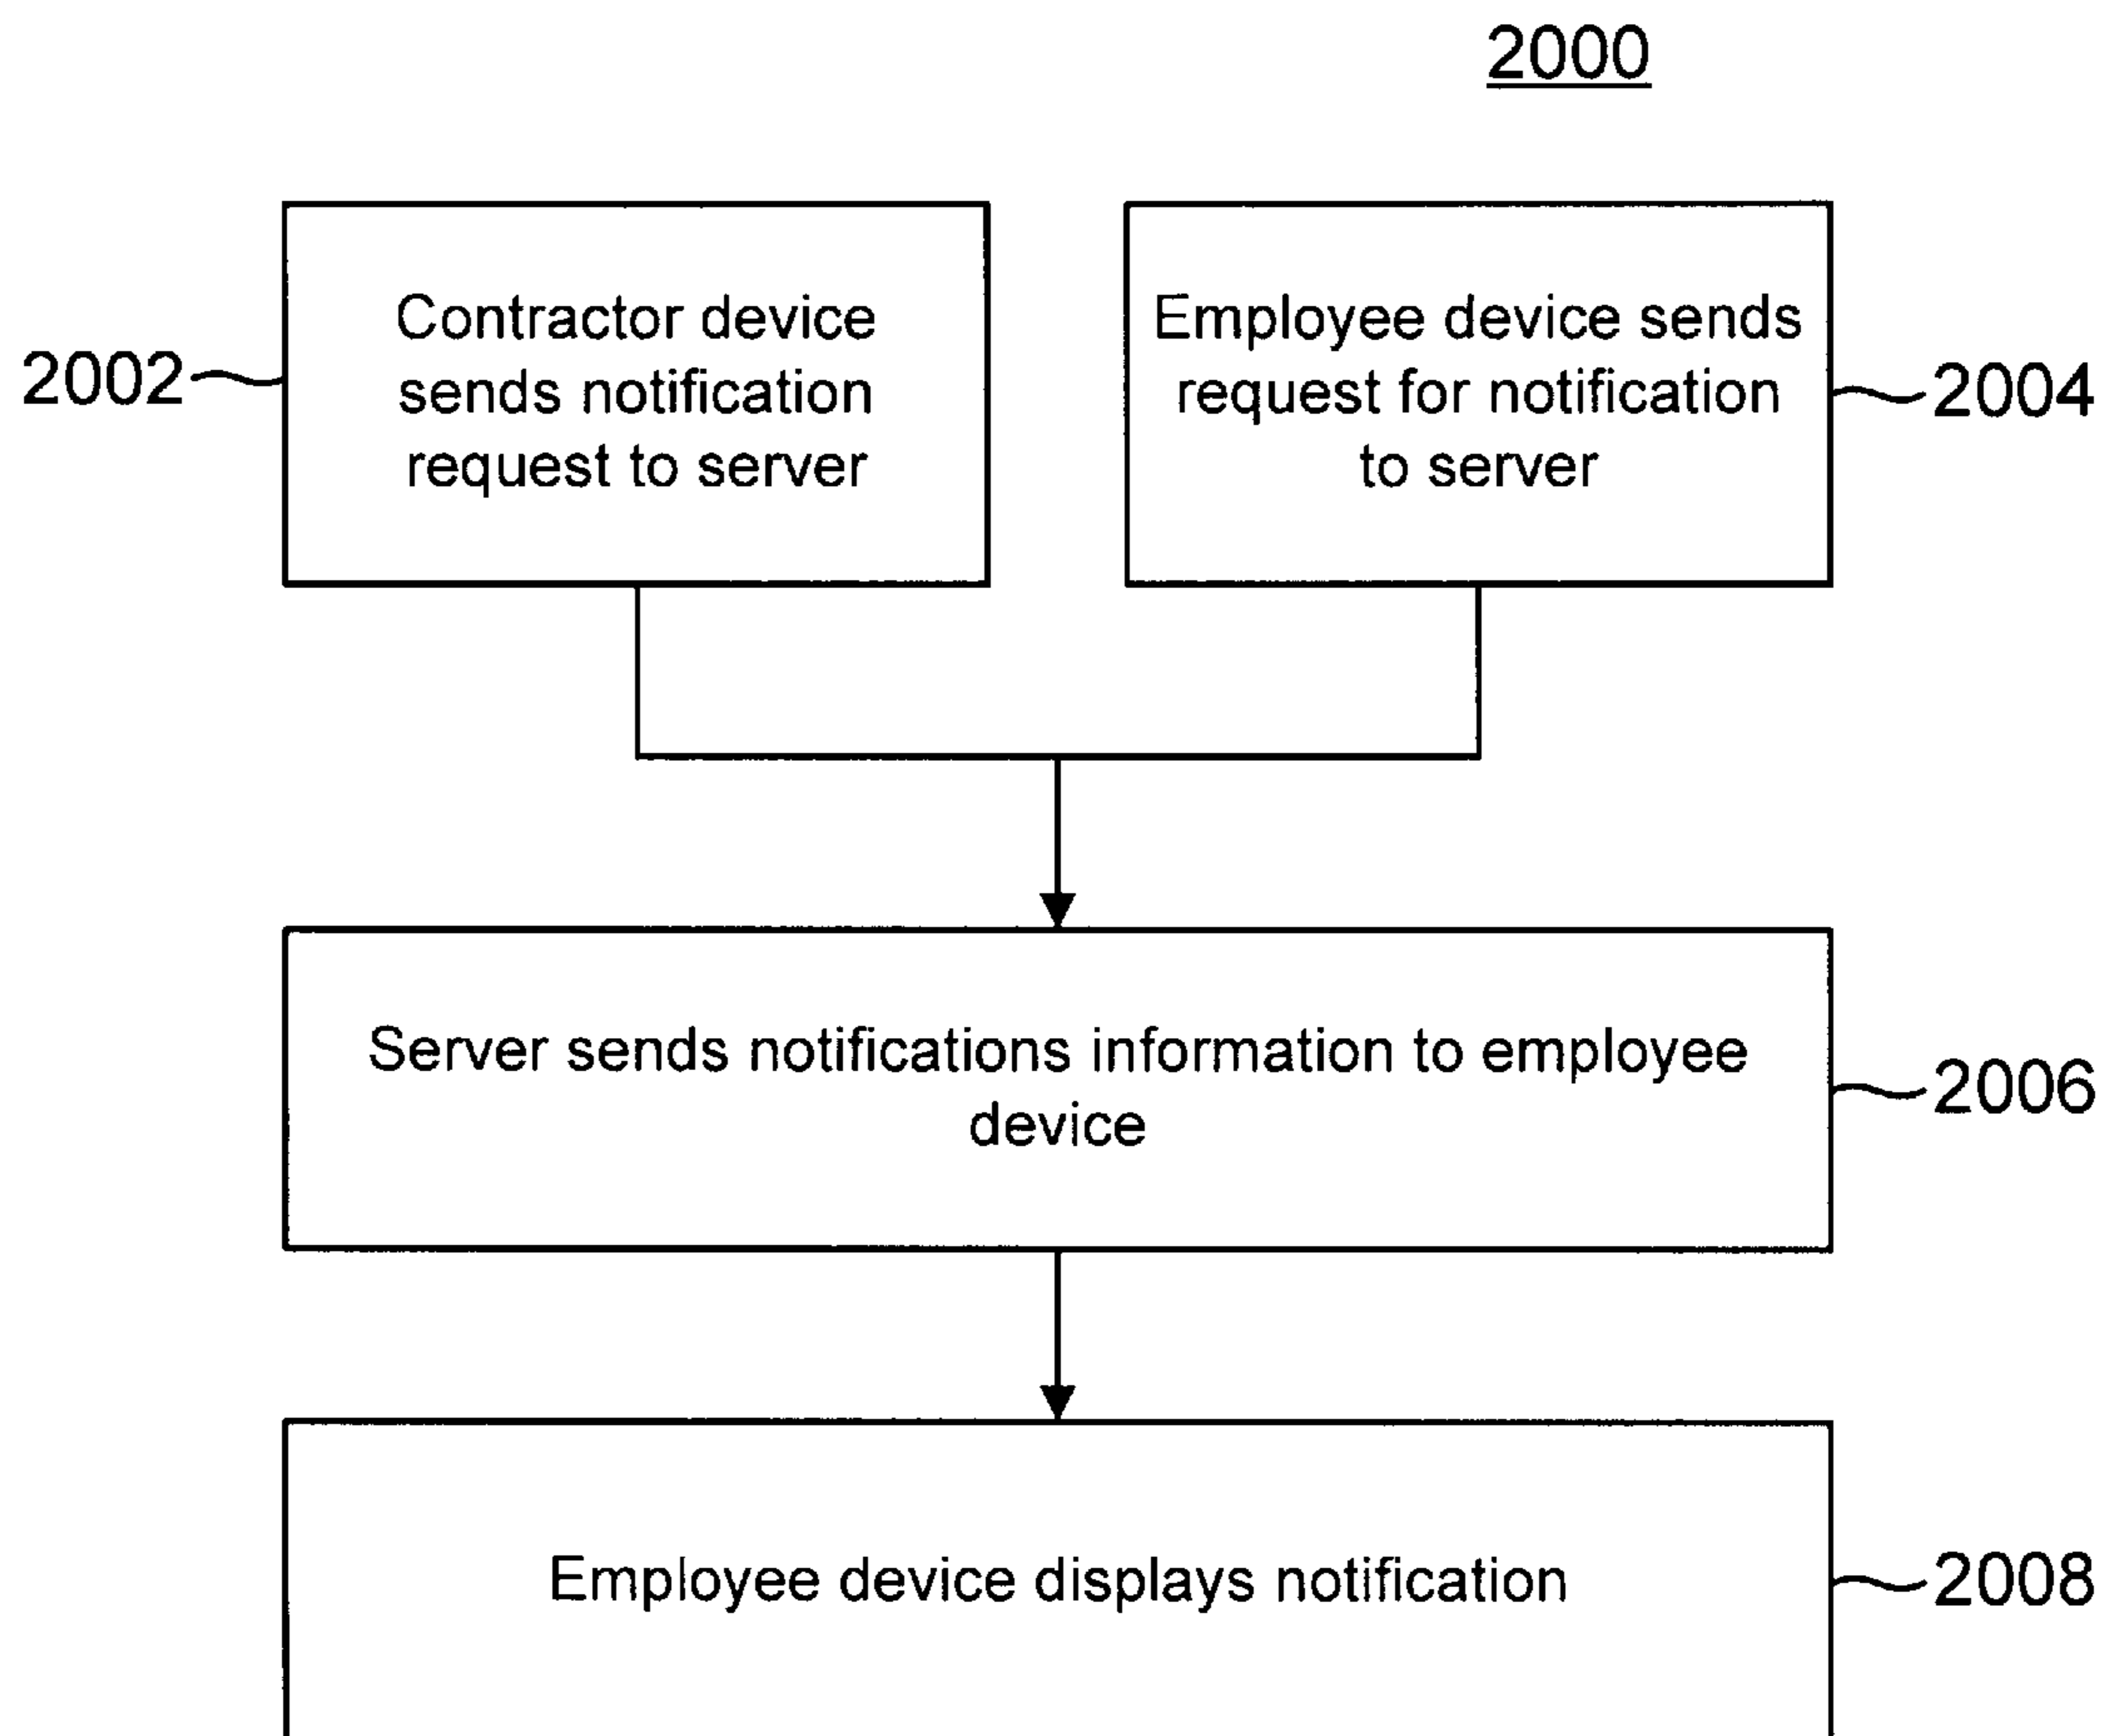 2000
2002
Contractor device
sends notification
request to server
Employee device sends
request for notification
to server
2004
Server sends notifications information to employee
device
2006
Employee device displays notification
2008